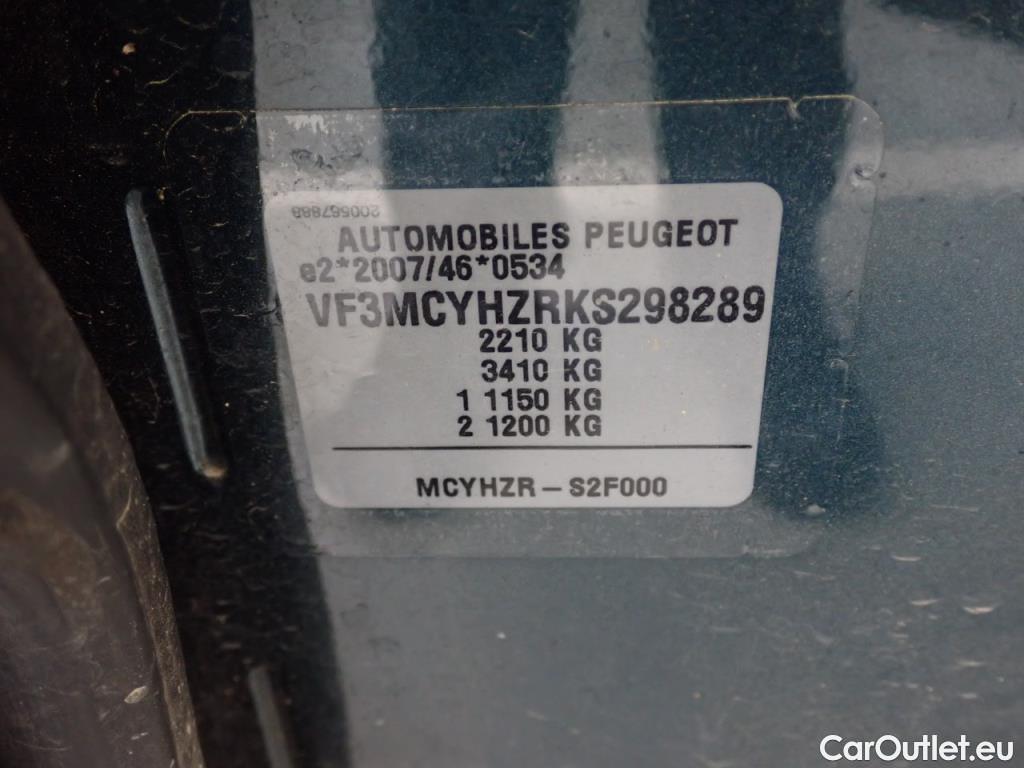 200567888
AUTOMOBILES PEUGEOT
e2*2007/46*0534
VF3MCYHZRKS298289
2210 KG
3410 KG
1 1150 KG
2 1200 KG
MCYHZR – S2F000
CarOutlet.eu